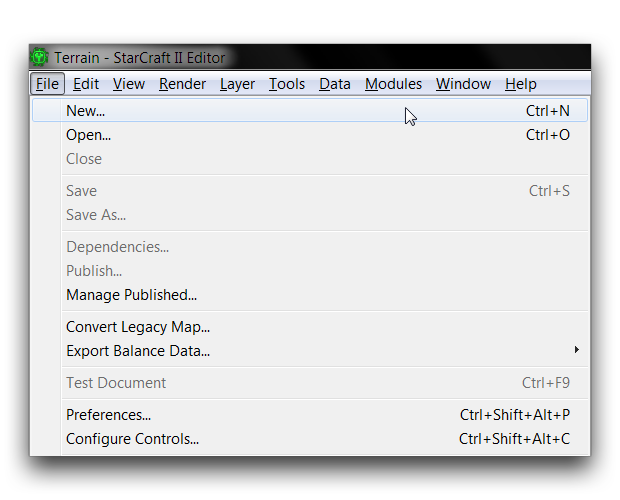 Terrain - StarCraft II Editor
File Edit View Render Layer Tools Data Modules Window Help
New... Ctrl+N
Open... Ctrl+O
Close
Save Ctrl+S
Save As...
Dependencies...
Publish...
Manage Published...
Convert Legacy Map...
Export Balance Data...
Test Document Ctrl+F9
Preferences... Ctrl+Shift+Alt+P
Configure Controls... Ctrl+Shift+Alt+C